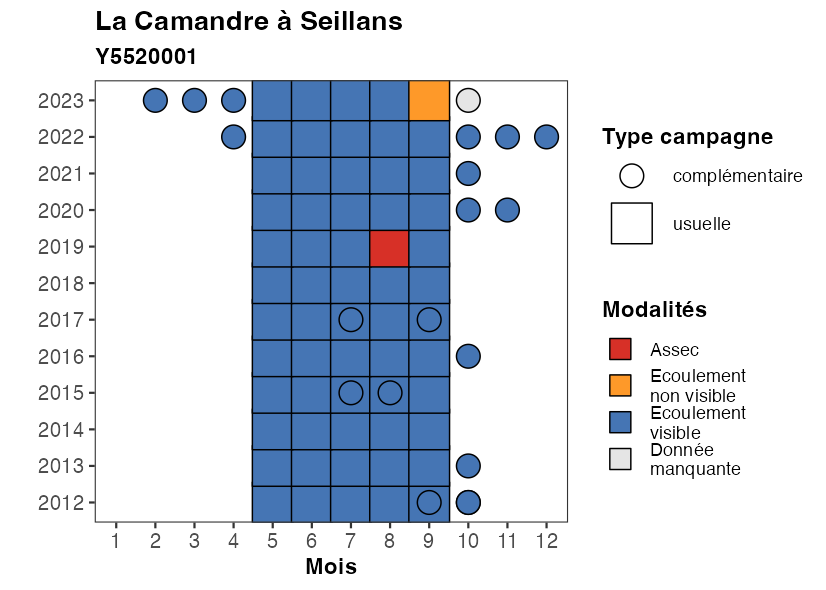 La Camandre à Seillans
Y5520001
2023
2022
2021
2020
2019
2018
2017
2016
2015
2014
2013
2012
1 2 3 4 5 6 7 8 9 10 11 12
Mois
Type campagne
complémentaire
usuelle
Modalités
Assec
Ecoulement
non visible
Ecoulement
visible
Donnée
manquante